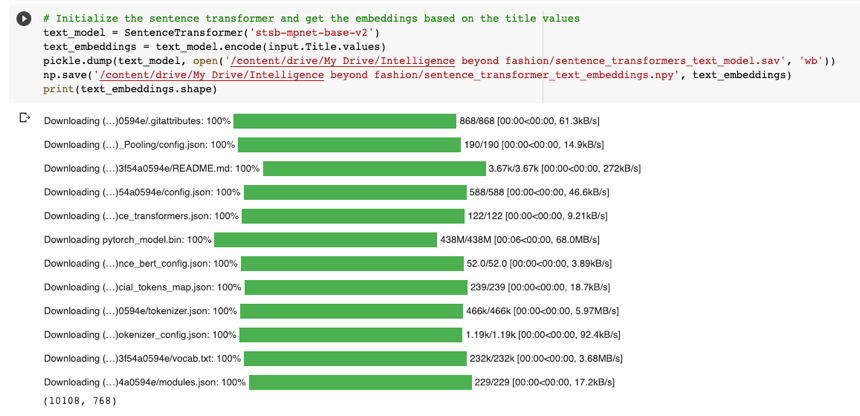 # Initialize the sentence transformer and get the embeddings based on the title values
text_model = SentenceTransformer('stsb-mpnet-base-v2')
text_embeddings = text_model.encode(input.Title.values)
pickle.dump(text_model, open('/content/drive/My Drive/Intelligence beyond fashion/sentence_transformers_text_model.sav', 'wb'))
np.save('/content/drive/My Drive/Intelligence beyond fashion/sentence_transformer_text_embeddings.npy', text_embeddings)
print(text_embeddings.shape)
Downloading (…)0594e/.gitattributes: 100% 868/868 [00:00<00:00, 61.3kB/s]
Downloading (…)_Pooling/config.json: 100% 190/190 [00:00<00:00, 14.9kB/s]
Downloading (…)3f54a0594e/README.md: 100% 3.67k/3.67k [00:00<00:00, 272kB/s]
Downloading (…)54a0594e/config.json: 100% 588/588 [00:00<00:00, 46.6kB/s]
Downloading (…)ce_transformers.json: 100% 122/122 [00:00<00:00, 9.21kB/s]
Downloading pytorch_model.bin: 100% 438M/438M [00:06<00:00, 68.0MB/s]
Downloading (…)nce_bert_config.json: 100% 52.0/52.0 [00:00<00:00, 3.89kB/s]
Downloading (…)cial_tokens_map.json: 100% 239/239 [00:00<00:00, 18.7kB/s]
Downloading (…)0594e/tokenizer.json: 100% 466k/466k [00:00<00:00, 5.97MB/s]
Downloading (…)okenizer_config.json: 100% 1.19k/1.19k [00:00<00:00, 92.4kB/s]
Downloading (…)3f54a0594e/vocab.txt: 100% 232k/232k [00:00<00:00, 3.68MB/s]
Downloading (…)4a0594e/modules.json: 100% 229/229 [00:00<00:00, 17.2kB/s]
(10108, 768)